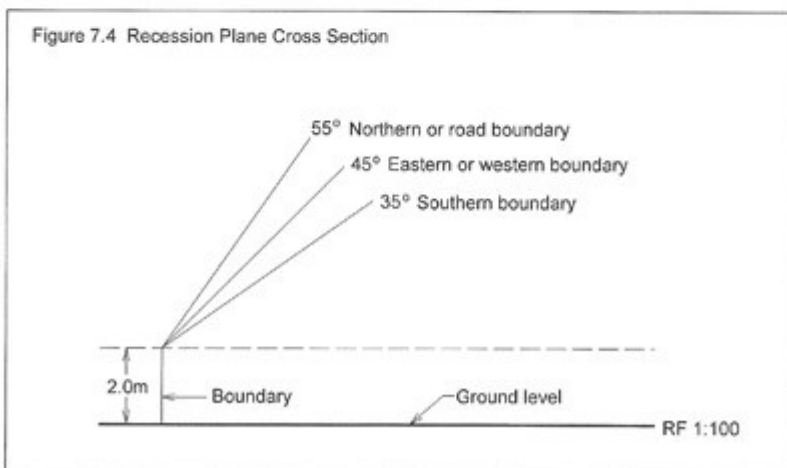 Figure 7.4 Recession Plane Cross Section
55° Northern or road boundary
45° Eastern or western boundary
35° Southern boundary
2.0m
Boundary
Ground level
RF 1:100